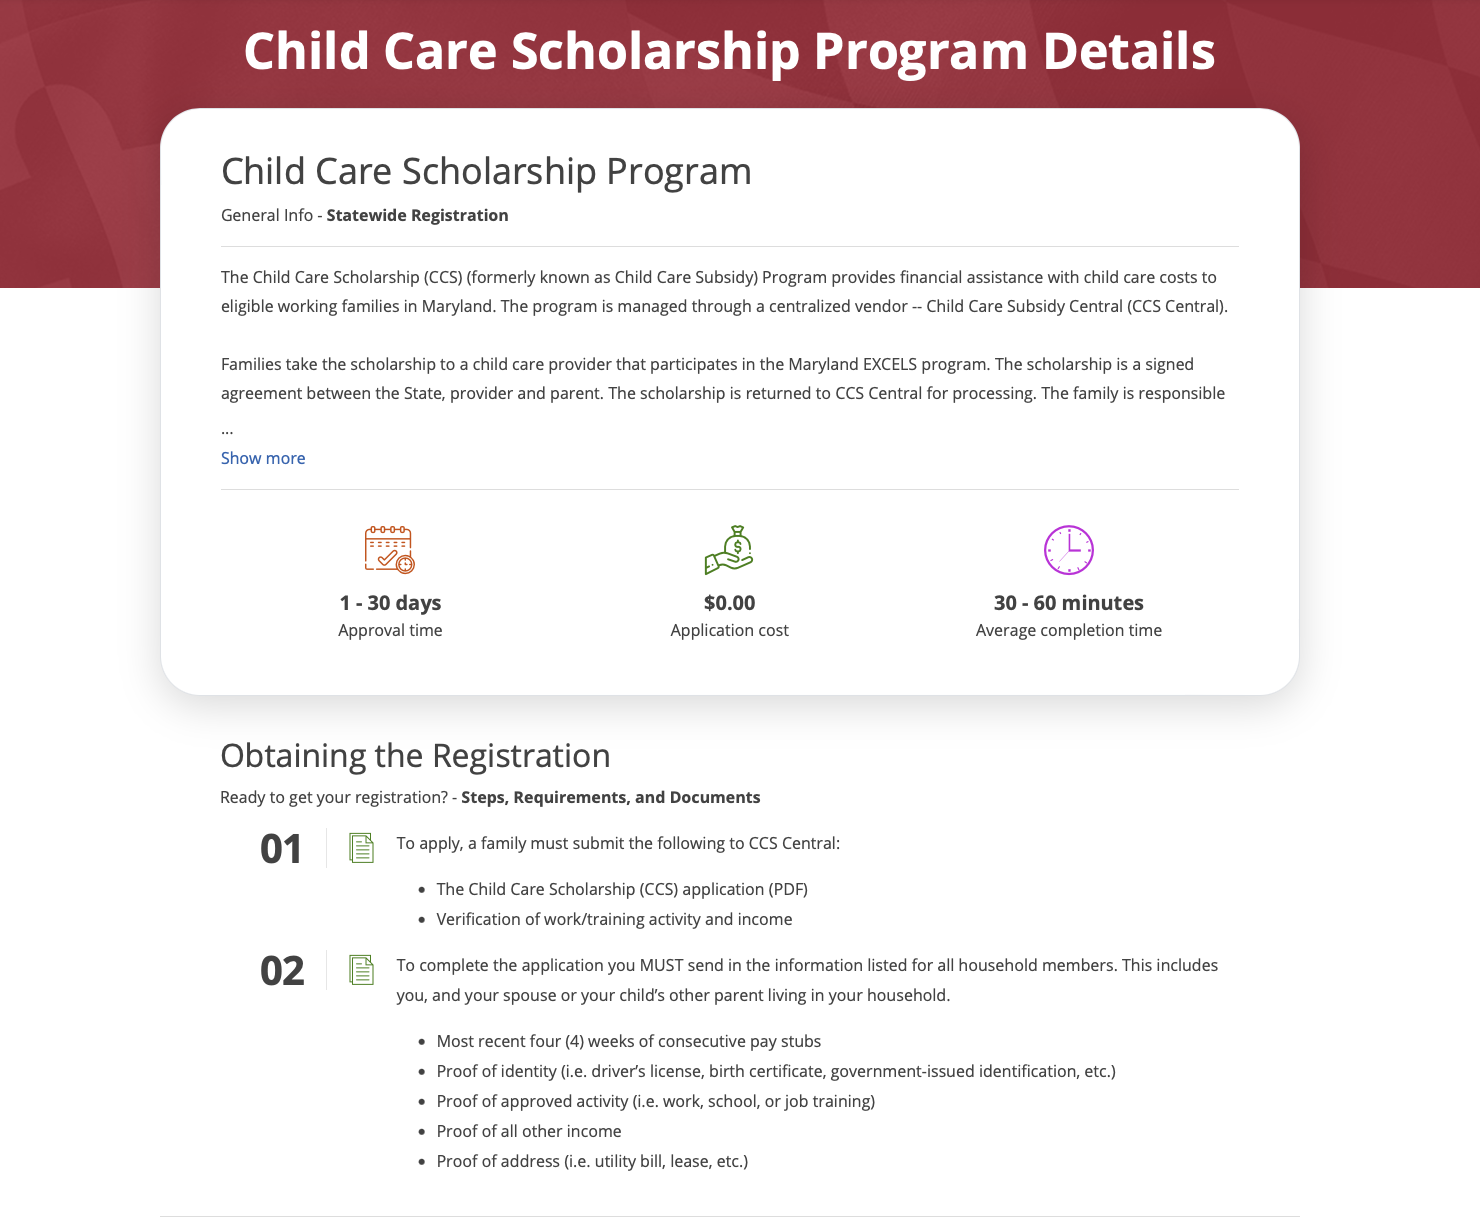 Child Care Scholarship Program Details
Child Care Scholarship Program
General Info - Statewide Registration
The Child Care Scholarship (CCS) (formerly known as Child Care Subsidy) Program provides financial assistance with child care costs to
eligible working families in Maryland. The program is managed through a centralized vendor -- Child Care Subsidy Central (CCS Central).
Families take the scholarship to a child care provider that participates in the Maryland EXCELS program. The scholarship is a signed
agreement between the State, provider and parent. The scholarship is returned to CCS Central for processing. The family is responsible
...
Show more
1 - 30 days
Approval time
$0.00
Application cost
30 - 60 minutes
Average completion time
Obtaining the Registration
Ready to get your registration? - Steps, Requirements, and Documents
01
To apply, a family must submit the following to CCS Central:
• The Child Care Scholarship (CCS) application (PDF)
• Verification of work/training activity and income
02
To complete the application you MUST send in the information listed for all household members. This includes
you, and your spouse or your child’s other parent living in your household.
• Most recent four (4) weeks of consecutive pay stubs
• Proof of identity (i.e. driver’s license, birth certificate, government-issued identification, etc.)
• Proof of approved activity (i.e. work, school, or job training)
• Proof of all other income
• Proof of address (i.e. utility bill, lease, etc.)